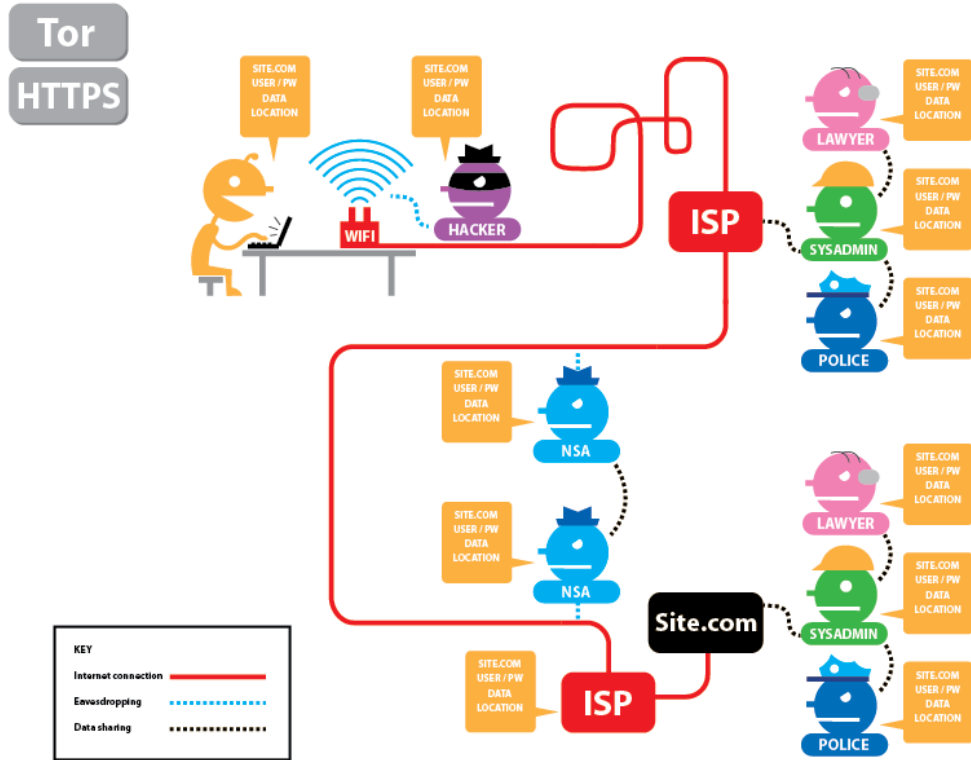 Tor
HTTPS
SITE.COM
USER / PW
DATA
LOCATION
SITE.COM
USER / PW
DATA
LOCATION
WIFI
HACKER
ISP
LAWYER
SITE.COM
USER / PW
DATA
LOCATION
SYSADMIN
SITE.COM
USER / PW
DATA
LOCATION
POLICE
SITE.COM
USER / PW
DATA
LOCATION
SITE.COM
USER / PW
DATA
LOCATION
NSA
SITE.COM
USER / PW
DATA
LOCATION
NSA
LAWYER
SITE.COM
USER / PW
DATA
LOCATION
Site.com
SYSADMIN
SITE.COM
USER / PW
DATA
LOCATION
SITE.COM
USER / PW
DATA
LOCATION
ISP
POLICE
SITE.COM
USER / PW
DATA
LOCATION
KEY
Internet connection
Eavesdropping
Data sharing